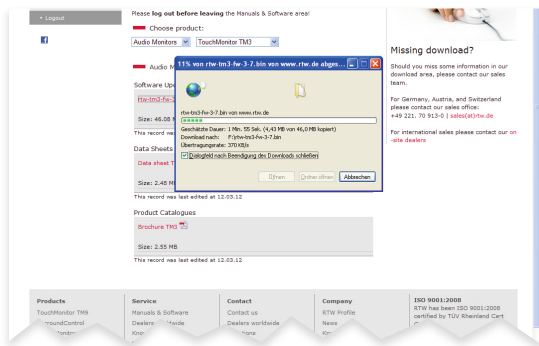 • Logout
Please log out before leaving the Manuals & Software area!
Choose product:
Audio Monitors
TouchMonitor TM3
Audio M
Software Up
rtw-tm3-fw-3
Size: 46.08 M
This record was
Data Sheets
Data sheet T
Size: 2.48 M
This record was last edited at 12.03.12
Product Catalogues
Brochure TM3
Size: 2.55 MB
This record was last edited at 12.03.12
11% von rtw-tm3-fw-3-7.bin von www.rtw.de abges...
rtw-tm3-fw-3-7.bin von www.rtw.de
Geschätzte Dauer: 1 Min. 55 Sek. (4,43 MB von 46,0 MB kopiert)
Download nach: F:\rtw-tm3-fw-3-7.bin
Übertragungsrate: 370 KB/s
Dialogfeld nach Beendigung des Downloads schließen
Öffnen
Ordner öffnen
Abbrechen
Missing download?
Should you miss some information in our
download area, please contact our sales
team.
For Germany, Austria, and Switzerland
please contact our sales office:
+49 221. 70 913-0 | sales(at)rtw.de
For international sales please contact our on
-site dealers
Products
TouchMonitor TM9
Service
Manuals & Software
Dealers
Contact
Contact us
Dealers worldwide
Company
RTW Profile
News
ISO 9001:2008
RTW has been ISO 9001:2008
certified by TÜV Rheinland Cert